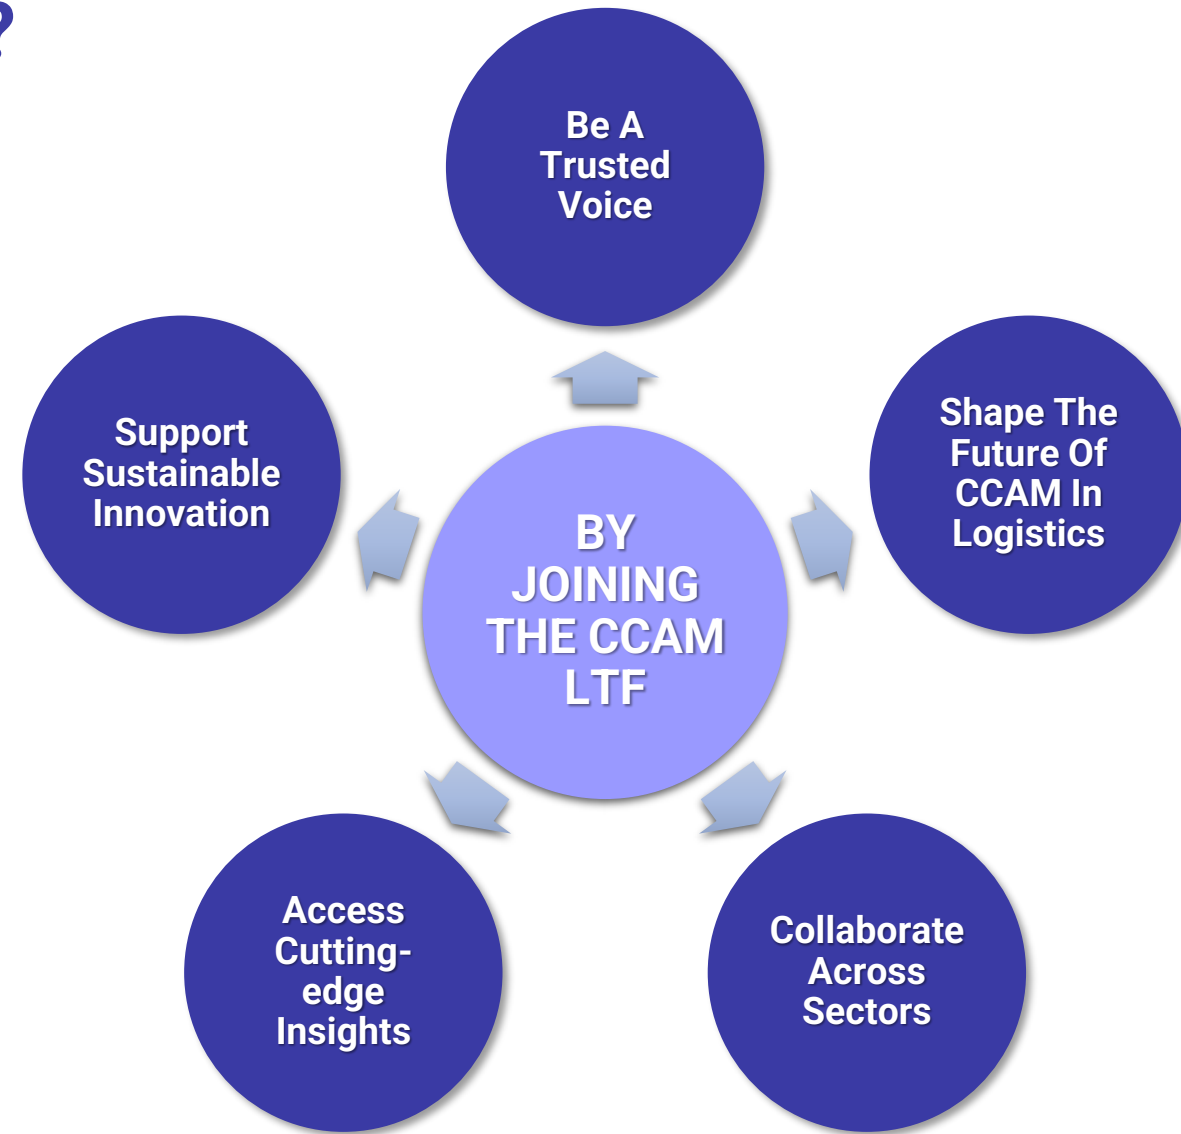 ?
Be A
Trusted
Voice
Shape The
Future Of
CCAM In
Logistics
Support
Sustainable
Innovation
BY
JOINING
THE CCAM
LTF
Access
Cutting-
edge
Insights
Collaborate
Across
Sectors